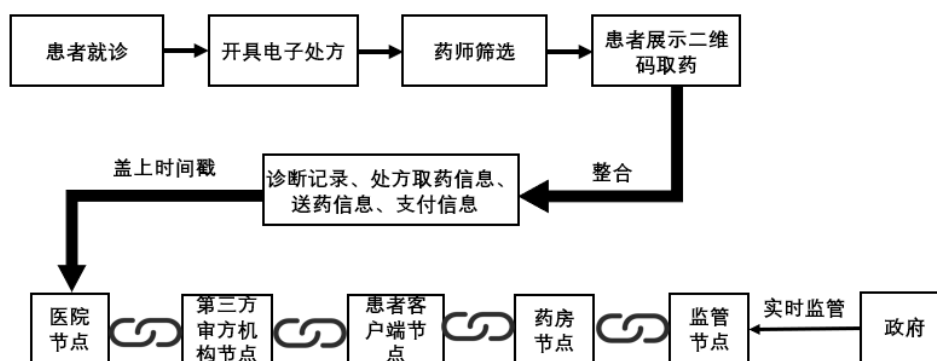 患者就诊
开具电子处方
药师筛选
患者展示二维
码取药
盖上时间戳
诊断记录、处方取药信息、
送药信息、支付信息
整合
医院
节点
第三方
审方机
构节点
患者客
户端节
点
药房
节点
监管
节点
实时监管
政府